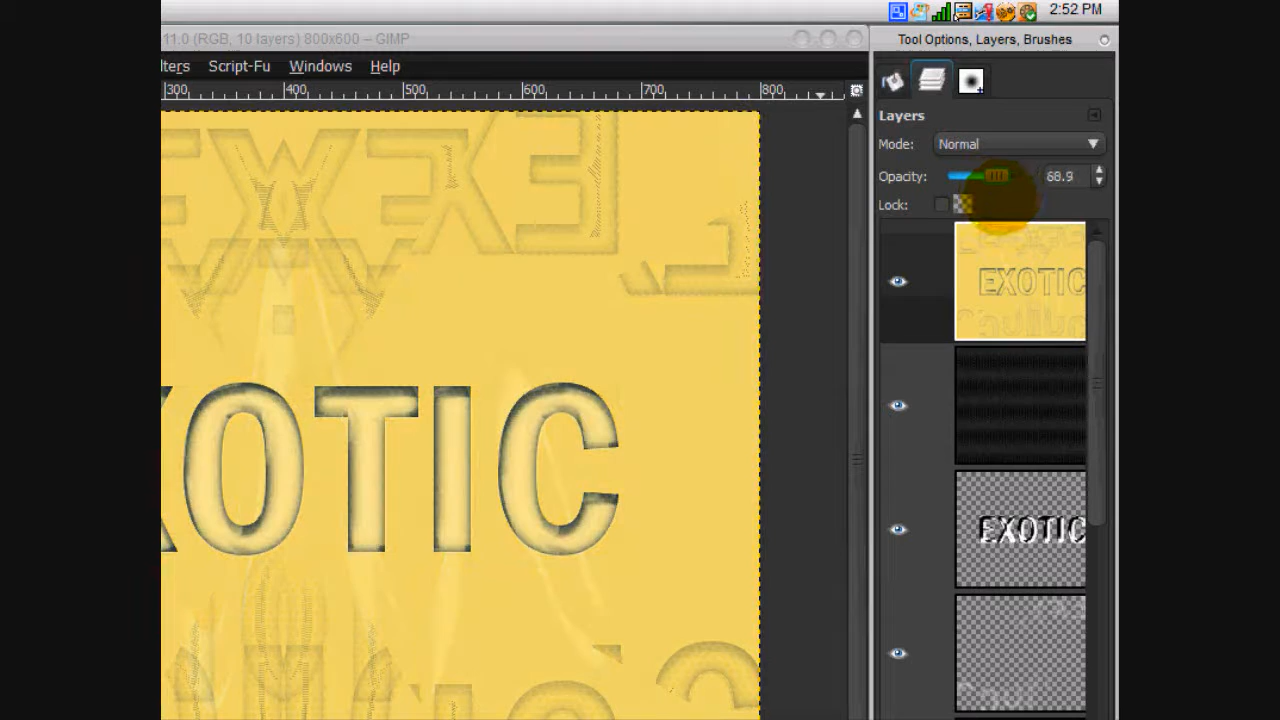 2:52 PM
11.0 (RGB, 10 layers) 800x600 – GIMP
Tool Options, Layers, Brushes
lters Script-Fu Windows Help
300 400 500 600 700 800
Layers
Mode: Normal
Opacity: 68.9
Lock:
EXOTIC
XOTIC
EXOTIC